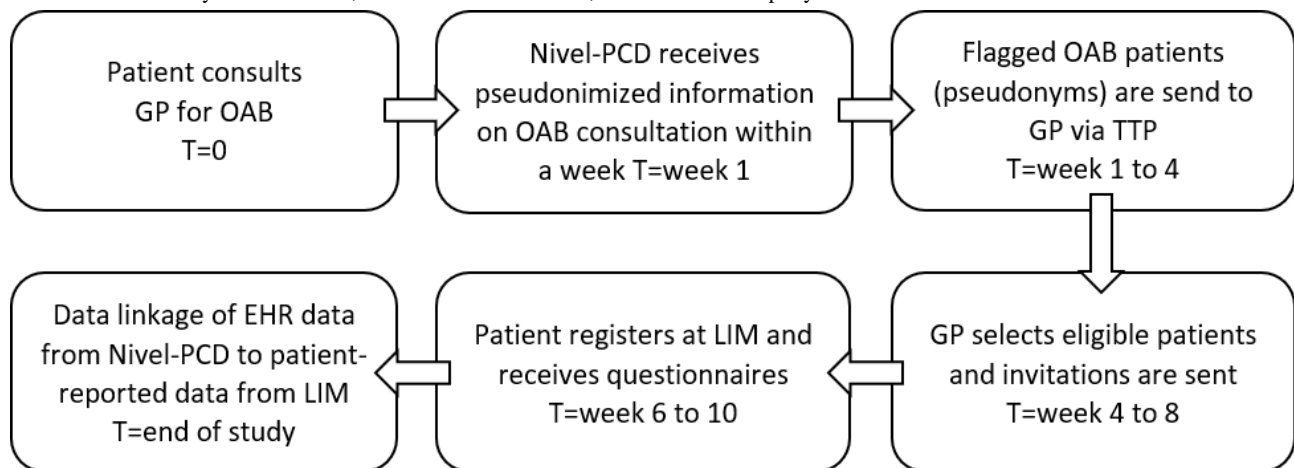 Patient consults
GP for OAB
T=0
Nivel-PCD receives
pseudonimized information
on OAB consultation within
a week T=week 1
Flagged OAB patients
(pseudonyms) are send to
GP via TTP
T=week 1 to 4
GP selects eligible patients
and invitations are sent
T=week 4 to 8
Patient registers at LIM and
receives questionnaires
T=week 6 to 10
Data linkage of EHR data
from Nivel-PCD to patient-
reported data from LIM
T=end of study